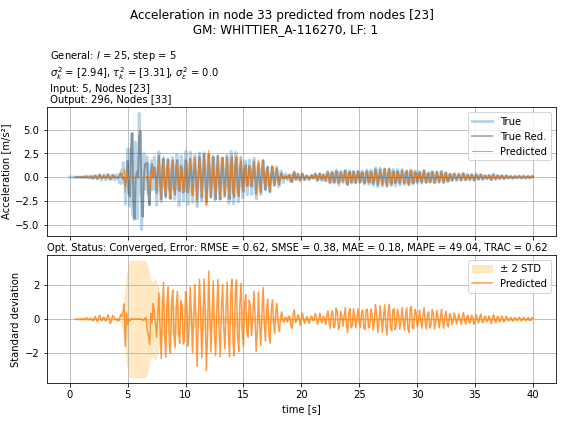 Acceleration in node 33 predicted from nodes [23]
GM: WHITTIER_A-116270, LF: 1
General: l = 25, step = 5
σ²ₖ = [2.94], τ²ₖ = [3.31], σ²ε = 0.0
Input: 5, Nodes [23]
Output: 296, Nodes [33]
Acceleration [m/s²]
5.0
2.5
0.0
−2.5
−5.0
True
True Red.
Predicted
Opt. Status: Converged, Error: RMSE = 0.62, SMSE = 0.38, MAE = 0.18, MAPE = 49.04, TRAC = 0.62
Standard deviation
2
0
−2
± 2 STD
Predicted
0 5 10 15 20 25 30 35 40
time [s]